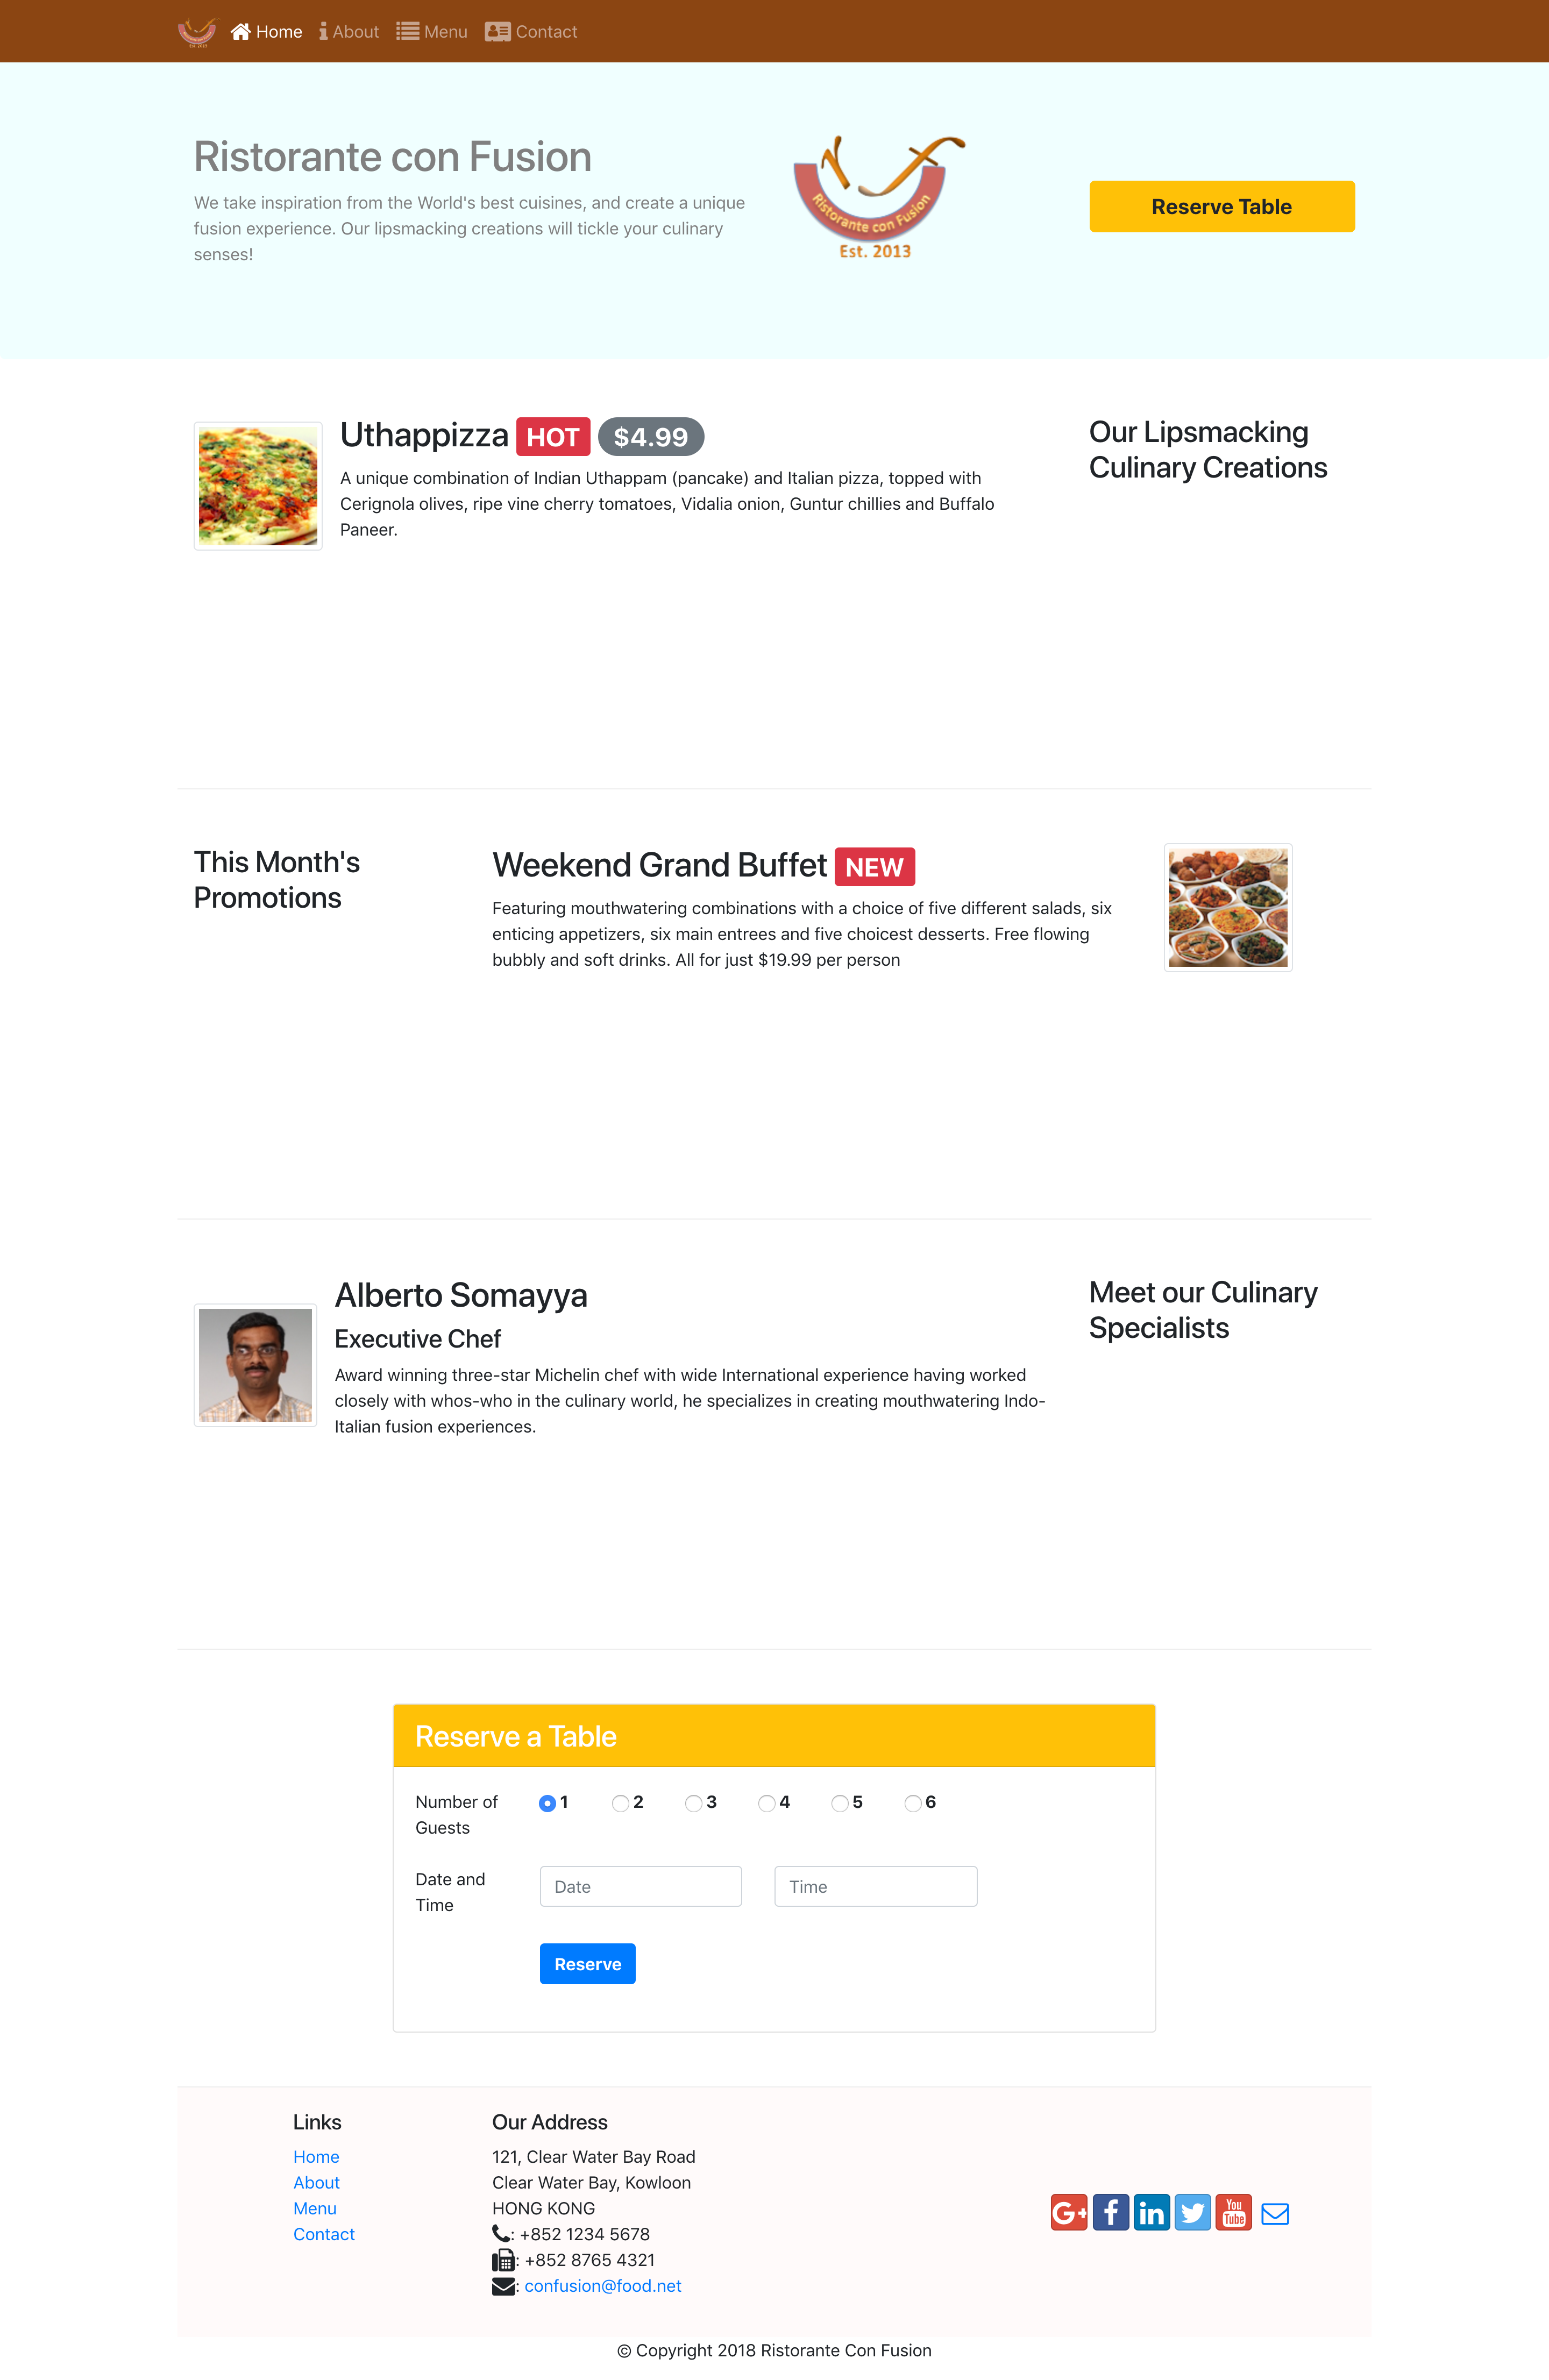 Home About Menu Contact
Ristorante con Fusion
We take inspiration from the World's best cuisines, and create a unique
fusion experience. Our lipsmacking creations will tickle your culinary
senses!
Ristorante con Fusion
Est. 2013
Reserve Table
Uthappizza HOT $4.99
A unique combination of Indian Uthappam (pancake) and Italian pizza, topped with
Cerignola olives, ripe vine cherry tomatoes, Vidalia onion, Guntur chillies and Buffalo
Paneer.
Our Lipsmacking
Culinary Creations
This Month's
Promotions
Weekend Grand Buffet NEW
Featuring mouthwatering combinations with a choice of five different salads, six
enticing appetizers, six main entrees and five choicest desserts. Free flowing
bubbly and soft drinks. All for just $19.99 per person
Alberto Somayya
Executive Chef
Award winning three-star Michelin chef with wide International experience having worked
closely with whos-who in the culinary world, he specializes in creating mouthwatering Indo-
Italian fusion experiences.
Meet our Culinary
Specialists
Reserve a Table
Number of
Guests
1 2 3 4 5 6
Date and
Time
Date
Time
Reserve
Links
Home
About
Menu
Contact
Our Address
121, Clear Water Bay Road
Clear Water Bay, Kowloon
HONG KONG
: +852 1234 5678
: +852 8765 4321
: confusion@food.net
G+ f in You Tube
© Copyright 2018 Ristorante Con Fusion